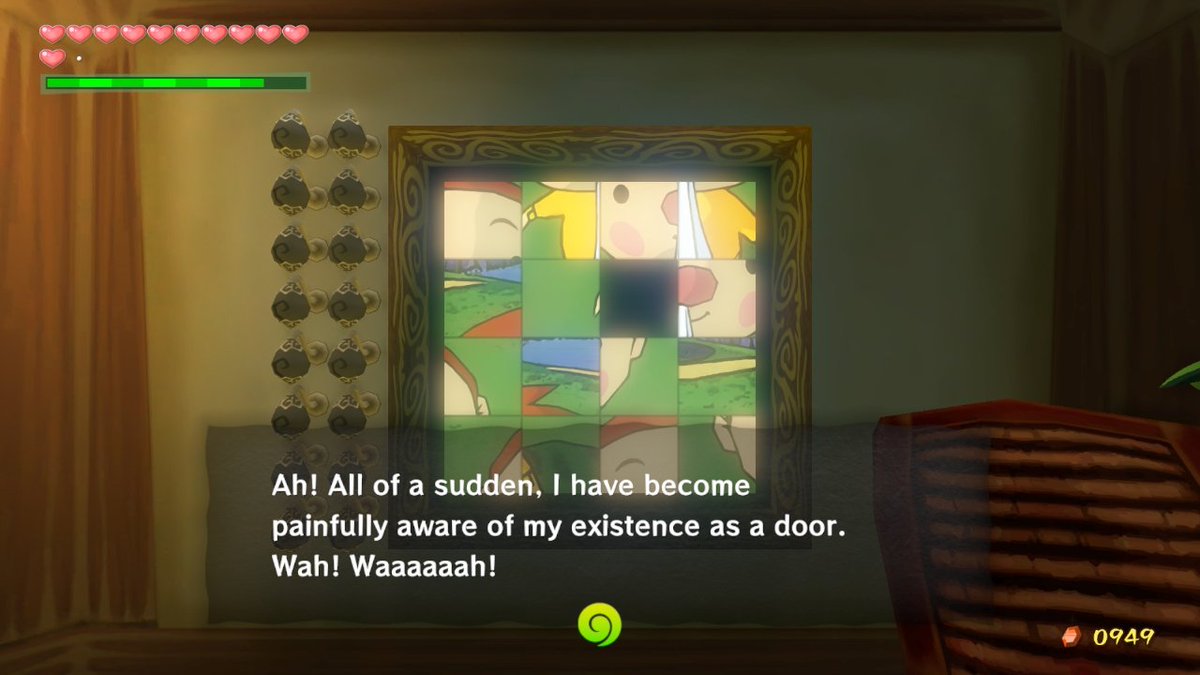 Ah! All of a sudden, I have become
painfully aware of my existence as a door.
Wah! Waaaaaah!
0949